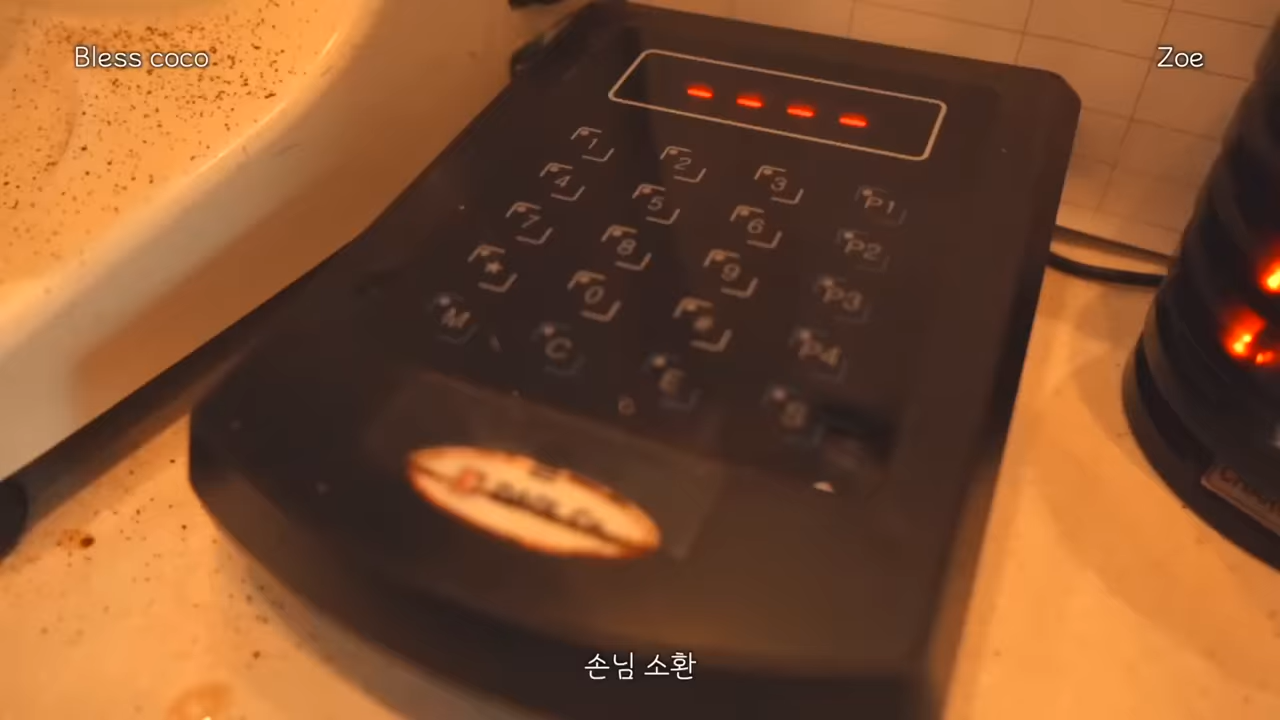 Bless coco
Zoe
1 2 3 P1
4 5 6 P2
7 8 9 P3
* 0 # P4
M C E S
손님 소환